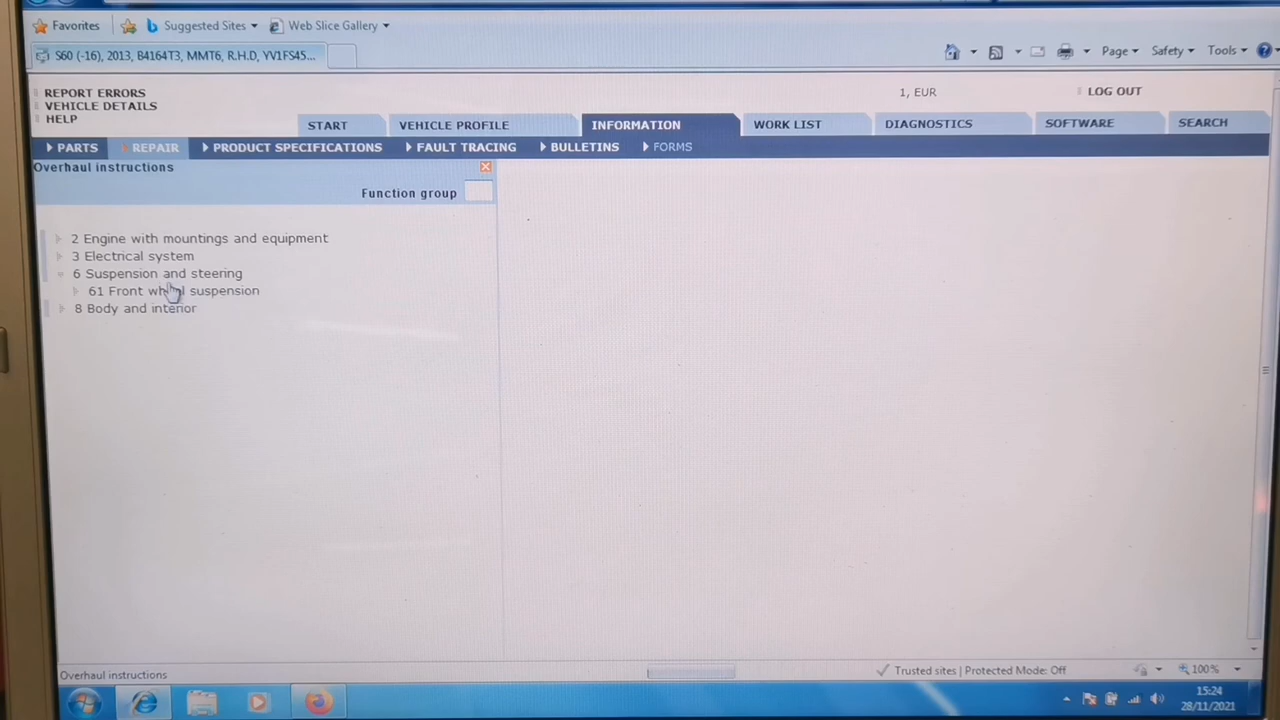 Favorites Suggested Sites Web Slice Gallery
S60 (-16), 2013, B4164T3, MMT6, R.H.D, YV1FS45... Page Safety Tools
REPORT ERRORS 1, EUR LOG OUT
VEHICLE DETAILS
HELP START VEHICLE PROFILE INFORMATION WORK LIST DIAGNOSTICS SOFTWARE SEARCH
PARTS REPAIR PRODUCT SPECIFICATIONS FAULT TRACING BULLETINS FORMS
Overhaul instructions
Function group
2 Engine with mountings and equipment
3 Electrical system
6 Suspension and steering
61 Front wheel suspension
8 Body and interior
Overhaul instructions Trusted sites | Protected Mode: Off 100%
15:24
28/11/2021